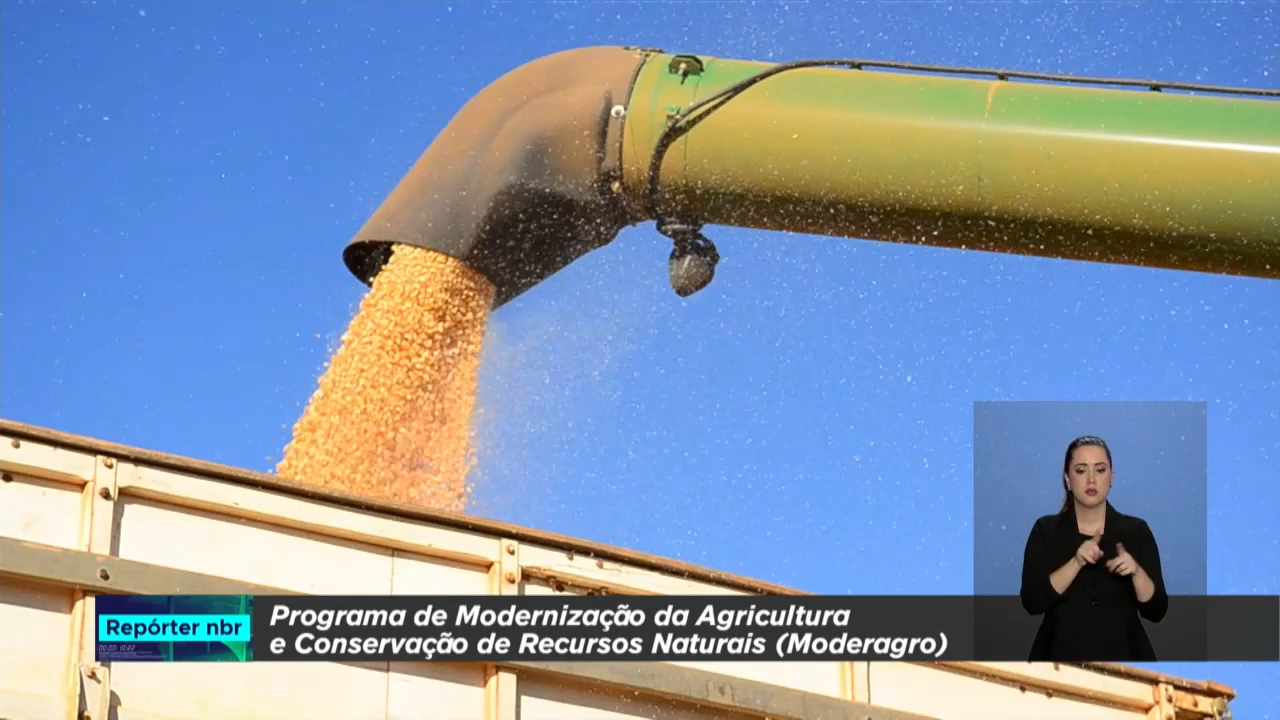 Repórter nbr
Programa de Modernização da Agricultura
e Conservação de Recursos Naturais (Moderagro)